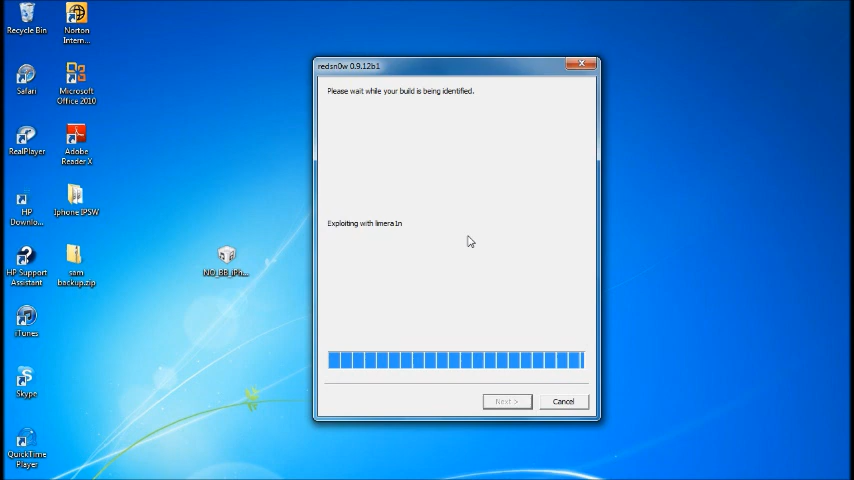 Recycle Bin
Norton
Intern...
Safari
Microsoft
Office 2010
RealPlayer
Adobe
Reader X
HP
Downlo...
Iphone IPSW
HP Support
Assistant
sam
backup.zip
NO_BB_iPh...
iTunes
Skype
QuickTime
Player
redsn0w 0.9.12b1
Please wait while your build is being identified.
Exploiting with limera1n
Next >
Cancel